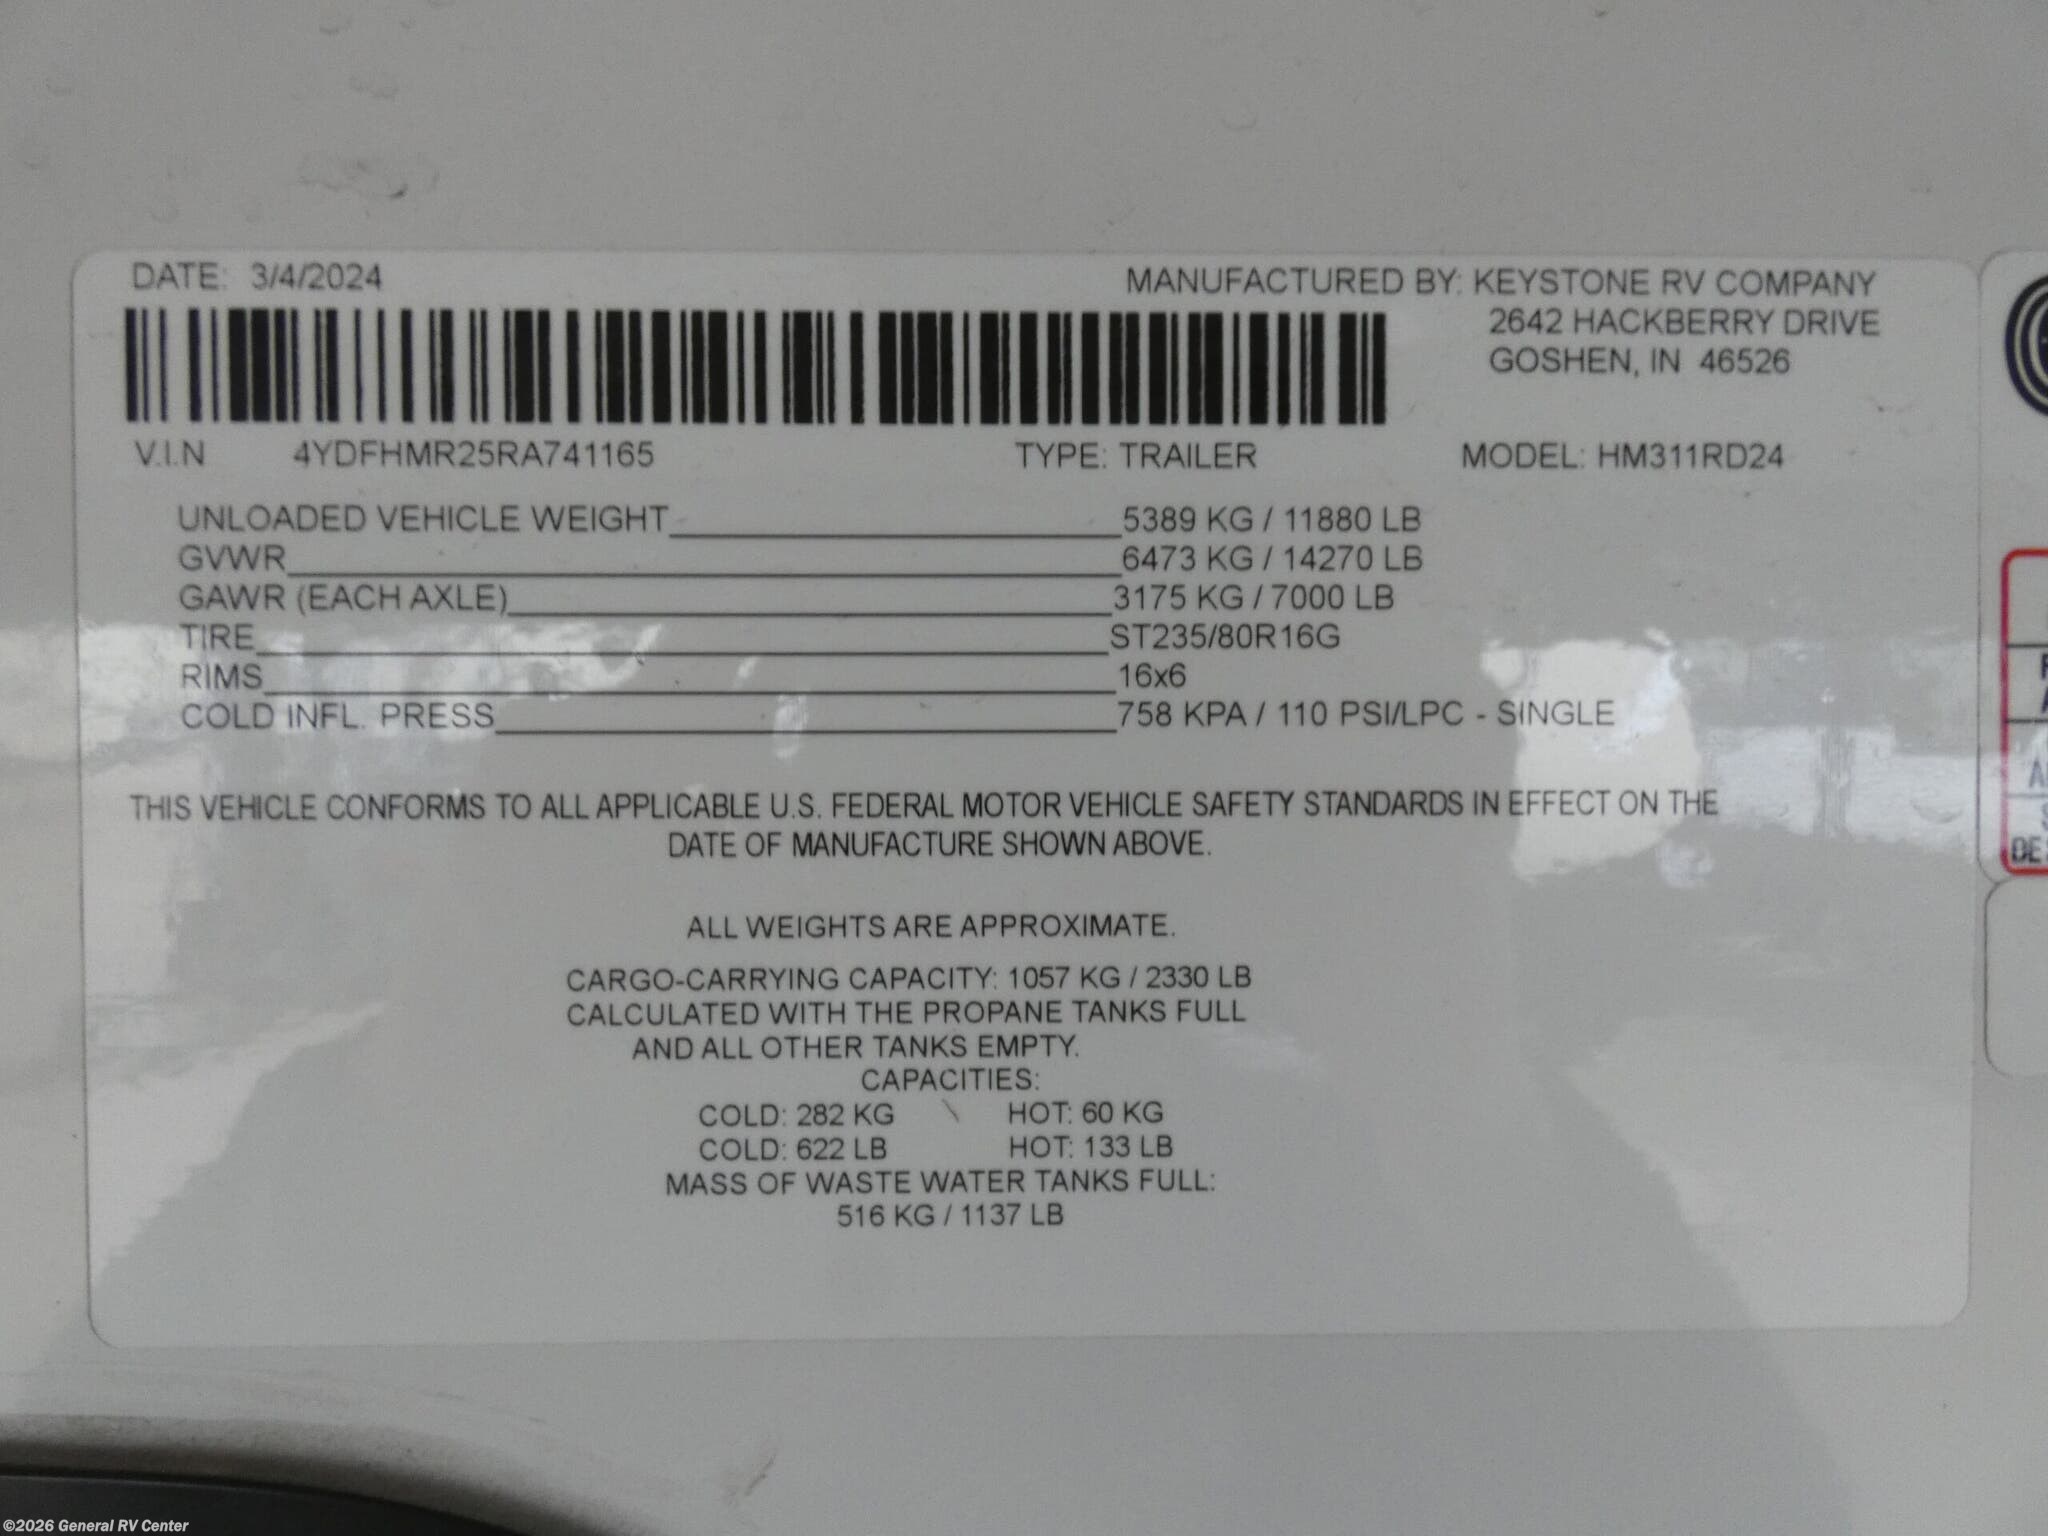 DATE: 3/4/2024
MANUFACTURED BY: KEYSTONE RV COMPANY
2642 HACKBERRY DRIVE
GOSHEN, IN 46526
V.I.N 4YDFHMR25RA741165 TYPE: TRAILER MODEL: HM311RD24
UNLOADED VEHICLE WEIGHT 5389 KG / 11880 LB
GVWR 6473 KG / 14270 LB
GAWR (EACH AXLE) 3175 KG / 7000 LB
TIRE ST235/80R16G
RIMS 16x6
COLD INFL. PRESS 758 KPA / 110 PSI/LPC - SINGLE
THIS VEHICLE CONFORMS TO ALL APPLICABLE U.S. FEDERAL MOTOR VEHICLE SAFETY STANDARDS IN EFFECT ON THE
DATE OF MANUFACTURE SHOWN ABOVE.
ALL WEIGHTS ARE APPROXIMATE.
CARGO-CARRYING CAPACITY: 1057 KG / 2330 LB
CALCULATED WITH THE PROPANE TANKS FULL
AND ALL OTHER TANKS EMPTY.
CAPACITIES:
COLD: 282 KG HOT: 60 KG
COLD: 622 LB HOT: 133 LB
MASS OF WASTE WATER TANKS FULL:
516 KG / 1137 LB
©2026 General RV Center